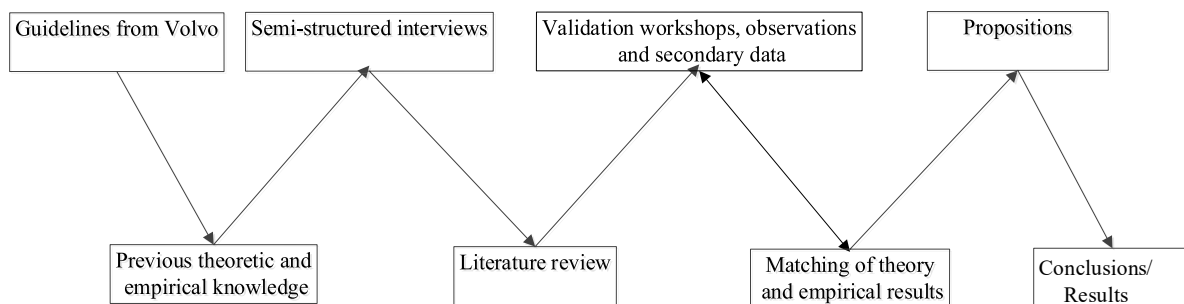 Guidelines from Volvo
Semi-structured interviews
Validation workshops, observations
and secondary data
Propositions
Previous theoretic and
empirical knowledge
Literature review
Matching of theory
and empirical results
Conclusions/
Results